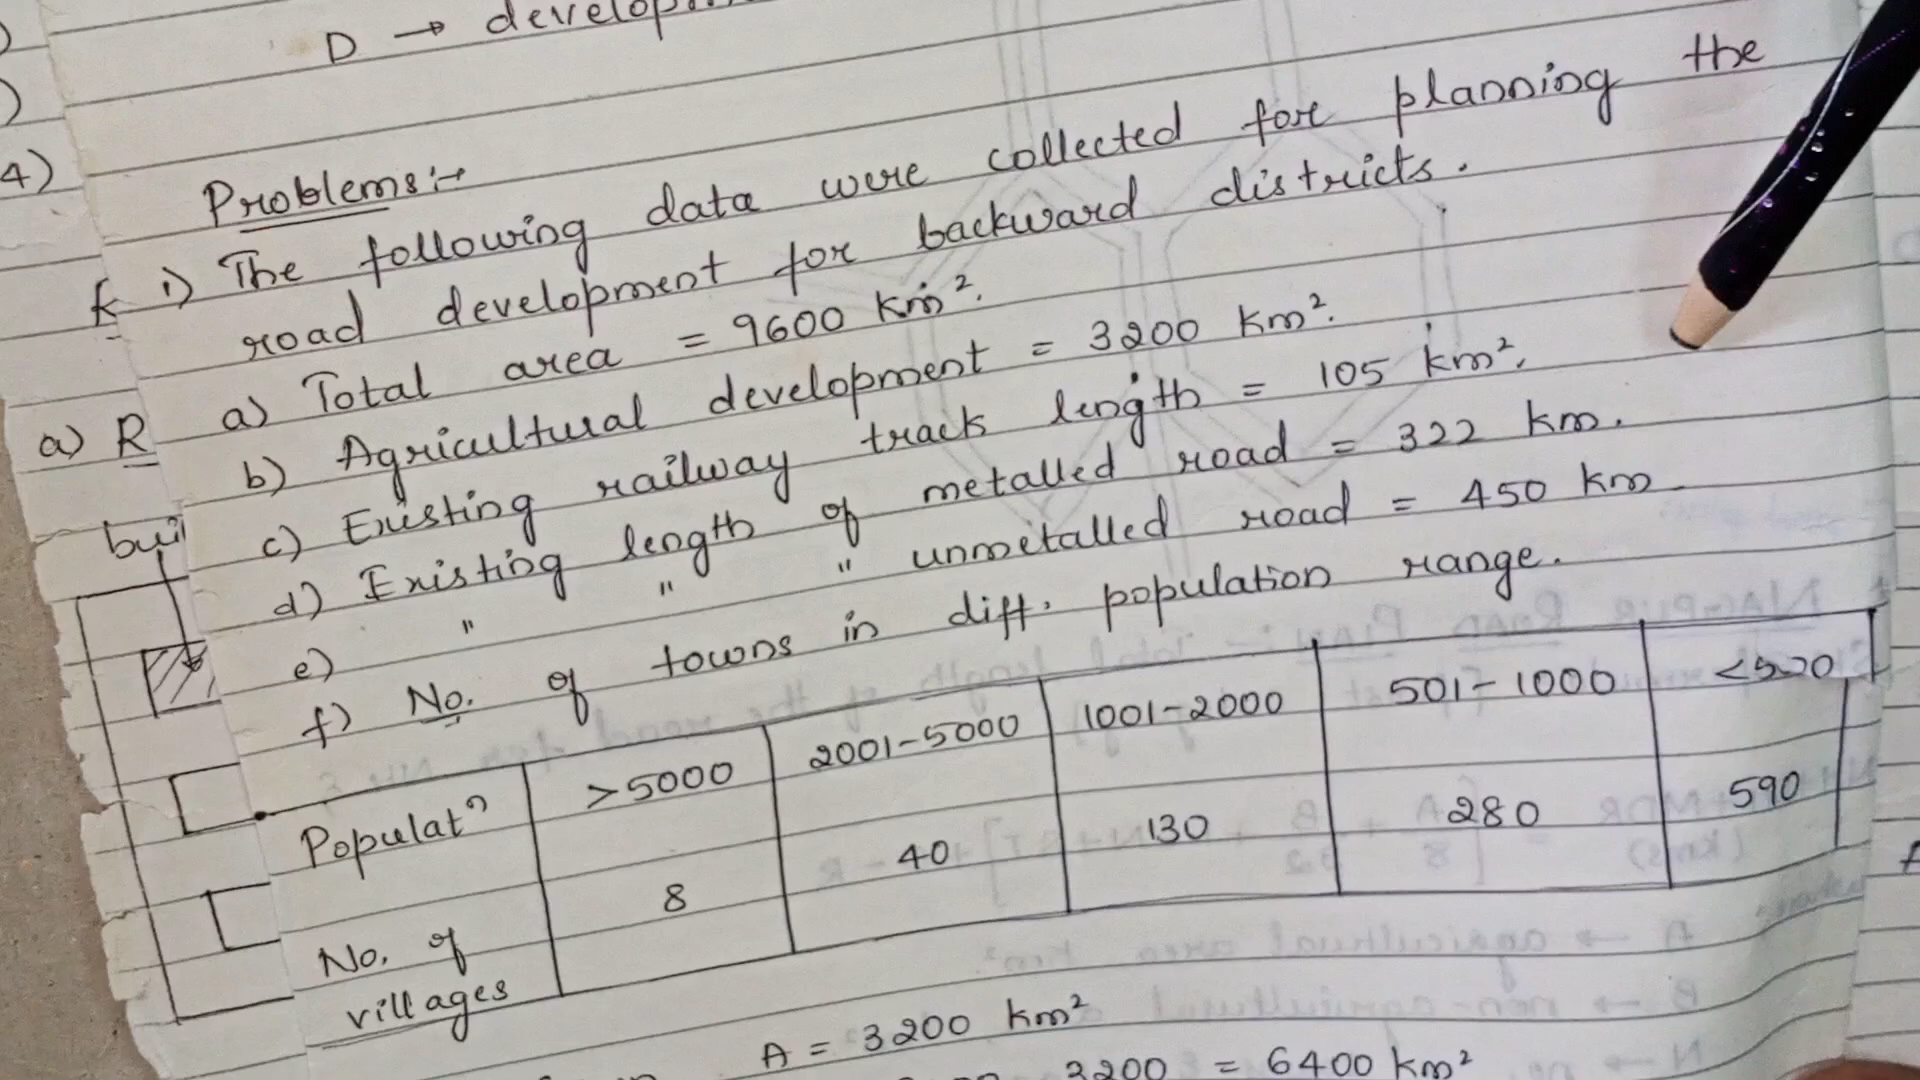 D → develop
4)
Problems :-
k i) The following data were collected for planning the
road development for backward districts.
a) Total area = 9600 km².
b) Agricultural development = 3200 km².
a) R
c) Existing railway track length = 105 km².
d) Existing length of metalled road = 322 km.
e) " " " unmetalled road = 450 km
f) No. of towns in diff. population range.
Populatⁿ >5000 2001-5000 1001-2000 501-1000 <500
No. of villages 8 40 130 280 590
A = 3200 km²
3200 = 6400 km²